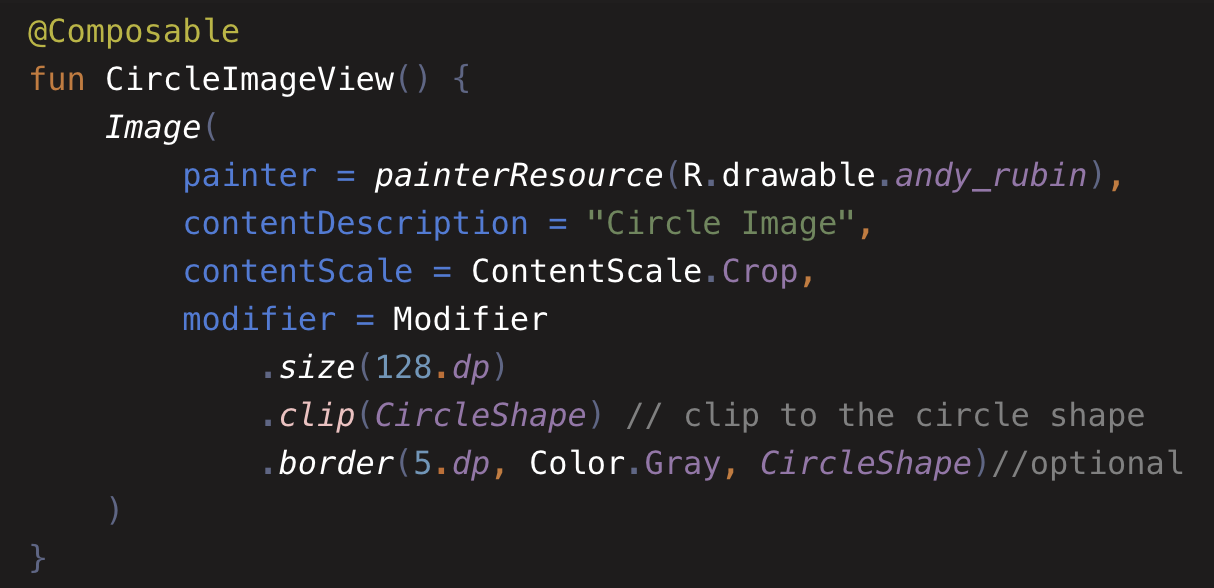 @Composable
fun CircleImageView() {
    Image(
        painter = painterResource(R.drawable.andy_rubin),
        contentDescription = "Circle Image",
        contentScale = ContentScale.Crop,
        modifier = Modifier
            .size(128.dp)
            .clip(CircleShape) // clip to the circle shape
            .border(5.dp, Color.Gray, CircleShape)//optional
    )
}